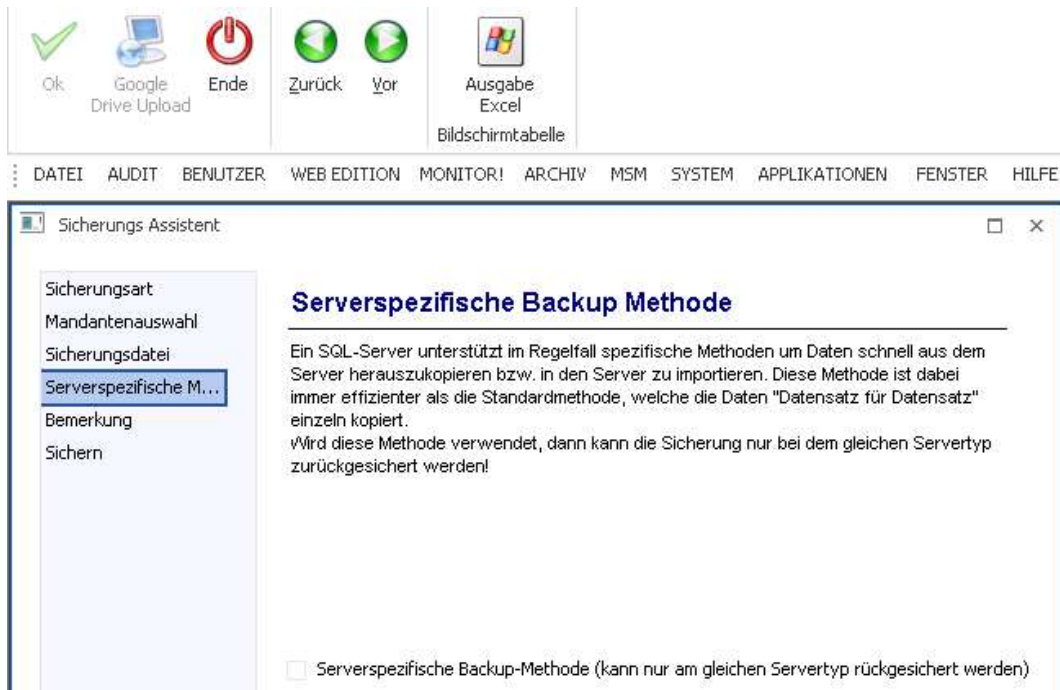 Ok
Google
Drive Upload
Ende
Zurück
Vor
Ausgabe
Excel
Bildschirmtabelle
DATEI AUDIT BENUTZER WEB EDITION MONITOR! ARCHIV MSM SYSTEM APPLIKATIONEN FENSTER HILFE
Sicherungs Assistent
Sicherungsart
Mandantenauswahl
Sicherungsdatei
Serverspezifische M...
Bemerkung
Sichern
Serverspezifische Backup Methode
Ein SQL-Server unterstützt im Regelfall spezifische Methoden um Daten schnell aus dem
Server herauszukopieren bzw. in den Server zu importieren. Diese Methode ist dabei
immer effizienter als die Standardmethode, welche die Daten "Datensatz für Datensatz"
einzeln kopiert.
Wird diese Methode verwendet, dann kann die Sicherung nur bei dem gleichen Servertyp
zurückgesichert werden!
Serverspezifische Backup-Methode (kann nur am gleichen Servertyp rückgesichert werden)